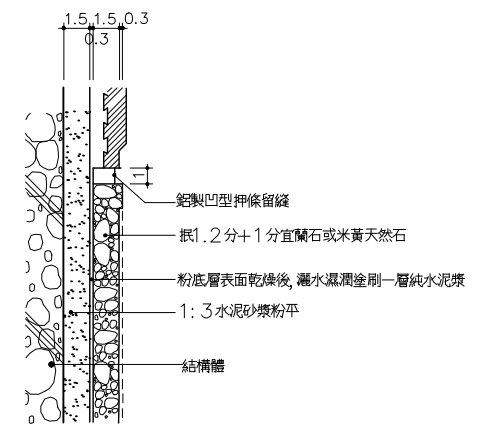 1.5 1.5 0.3
0.3
1
鋁製凹型押條留縫
抿1.2分+1分宜蘭石或米黃天然石
粉底層表面乾燥後,灑水濕潤塗刷一層純水泥漿
1:3水泥砂漿粉平
結構體